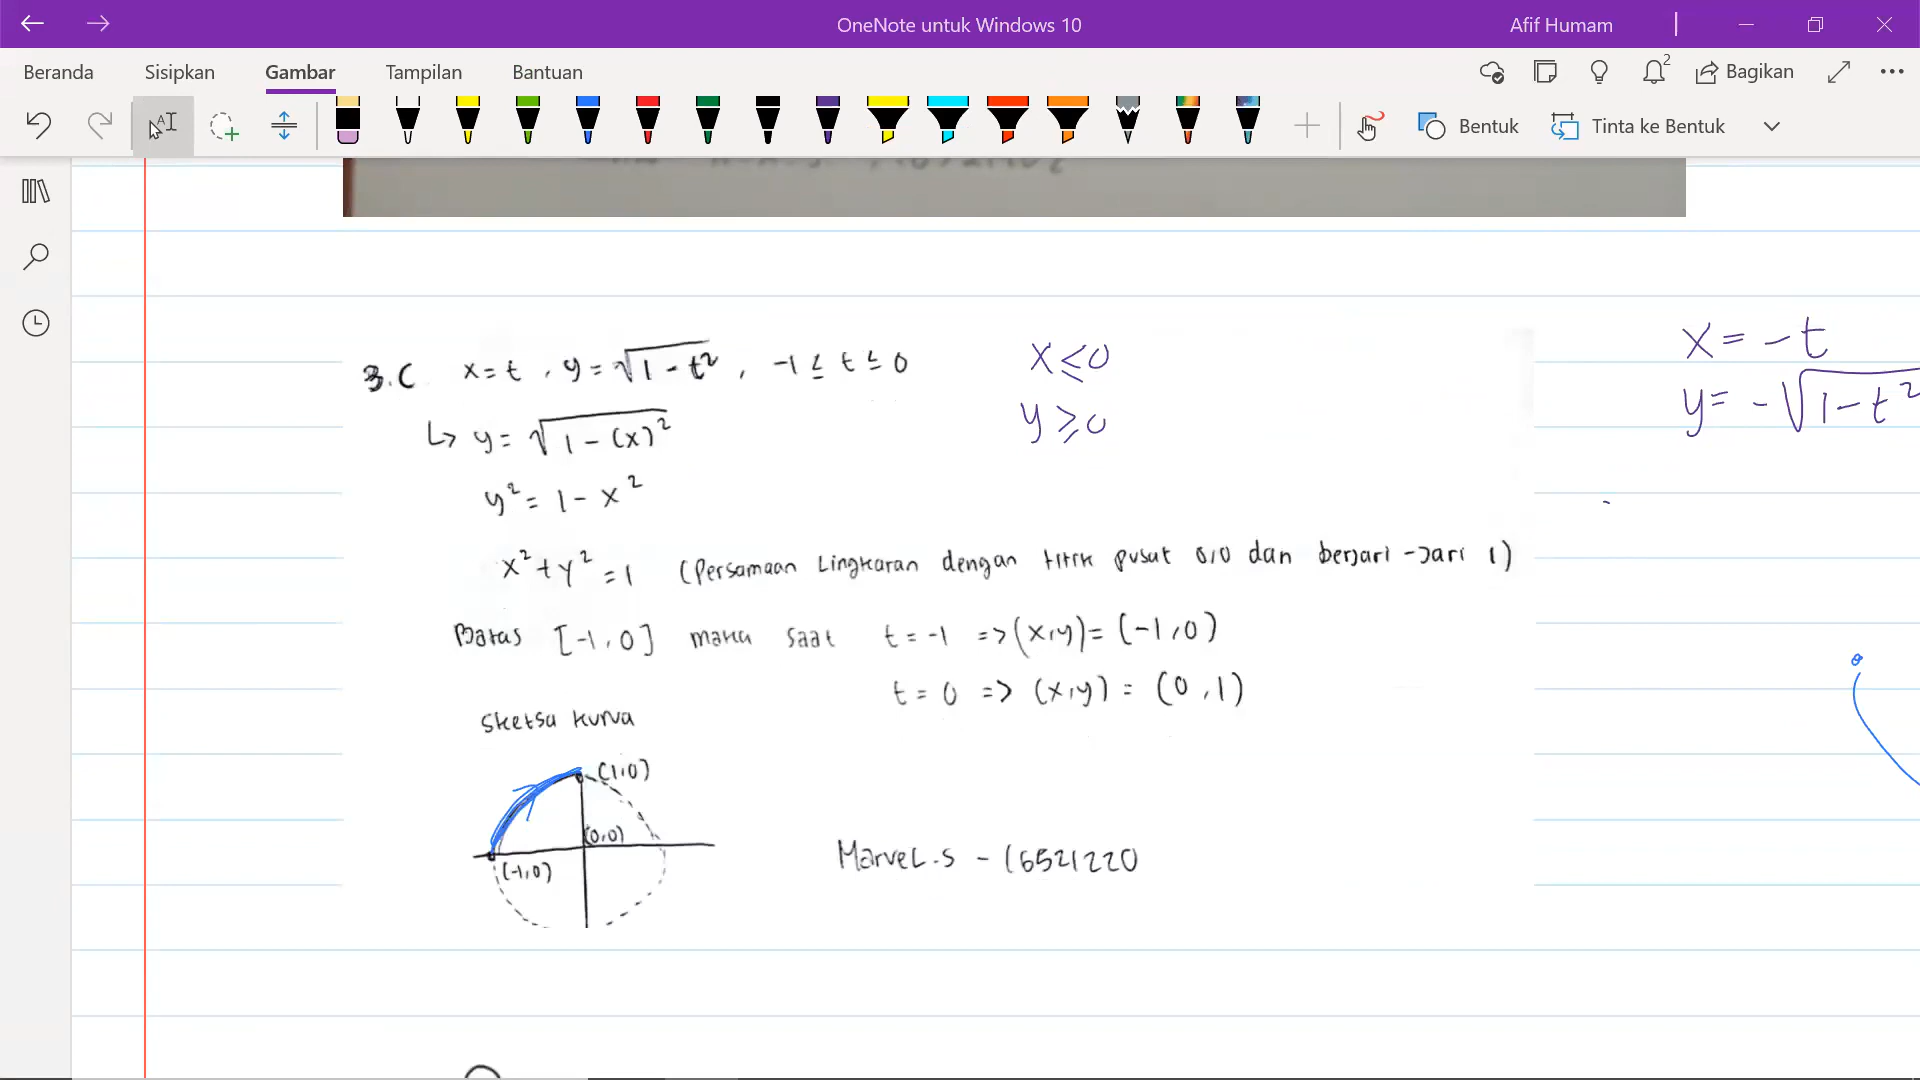 OneNote untuk Windows 10
Afif Humam
Beranda Sisipkan Gambar Tampilan Bantuan
2
Bagikan
Bentuk
Tinta ke Bentuk
3.C x = t , y = √1 - t² , -1 ≤ t ≤ 0
x ≤ 0
y ≥ 0
x = -t
y = -√1 - t²
↳ y = √1 - (x)²
y² = 1 - x²
x² + y² = 1 (Persamaan Lingkaran dengan titik pusat 0,0 dan berjari-jari 1)
Batas [-1, 0] maka saat t = -1 => (x,y) = (-1,0)
t = 0 => (x,y) = (0,1)
Sketsa kurva
(1,0)
(0,0)
(-1,0)
Marvel.S - 16521220